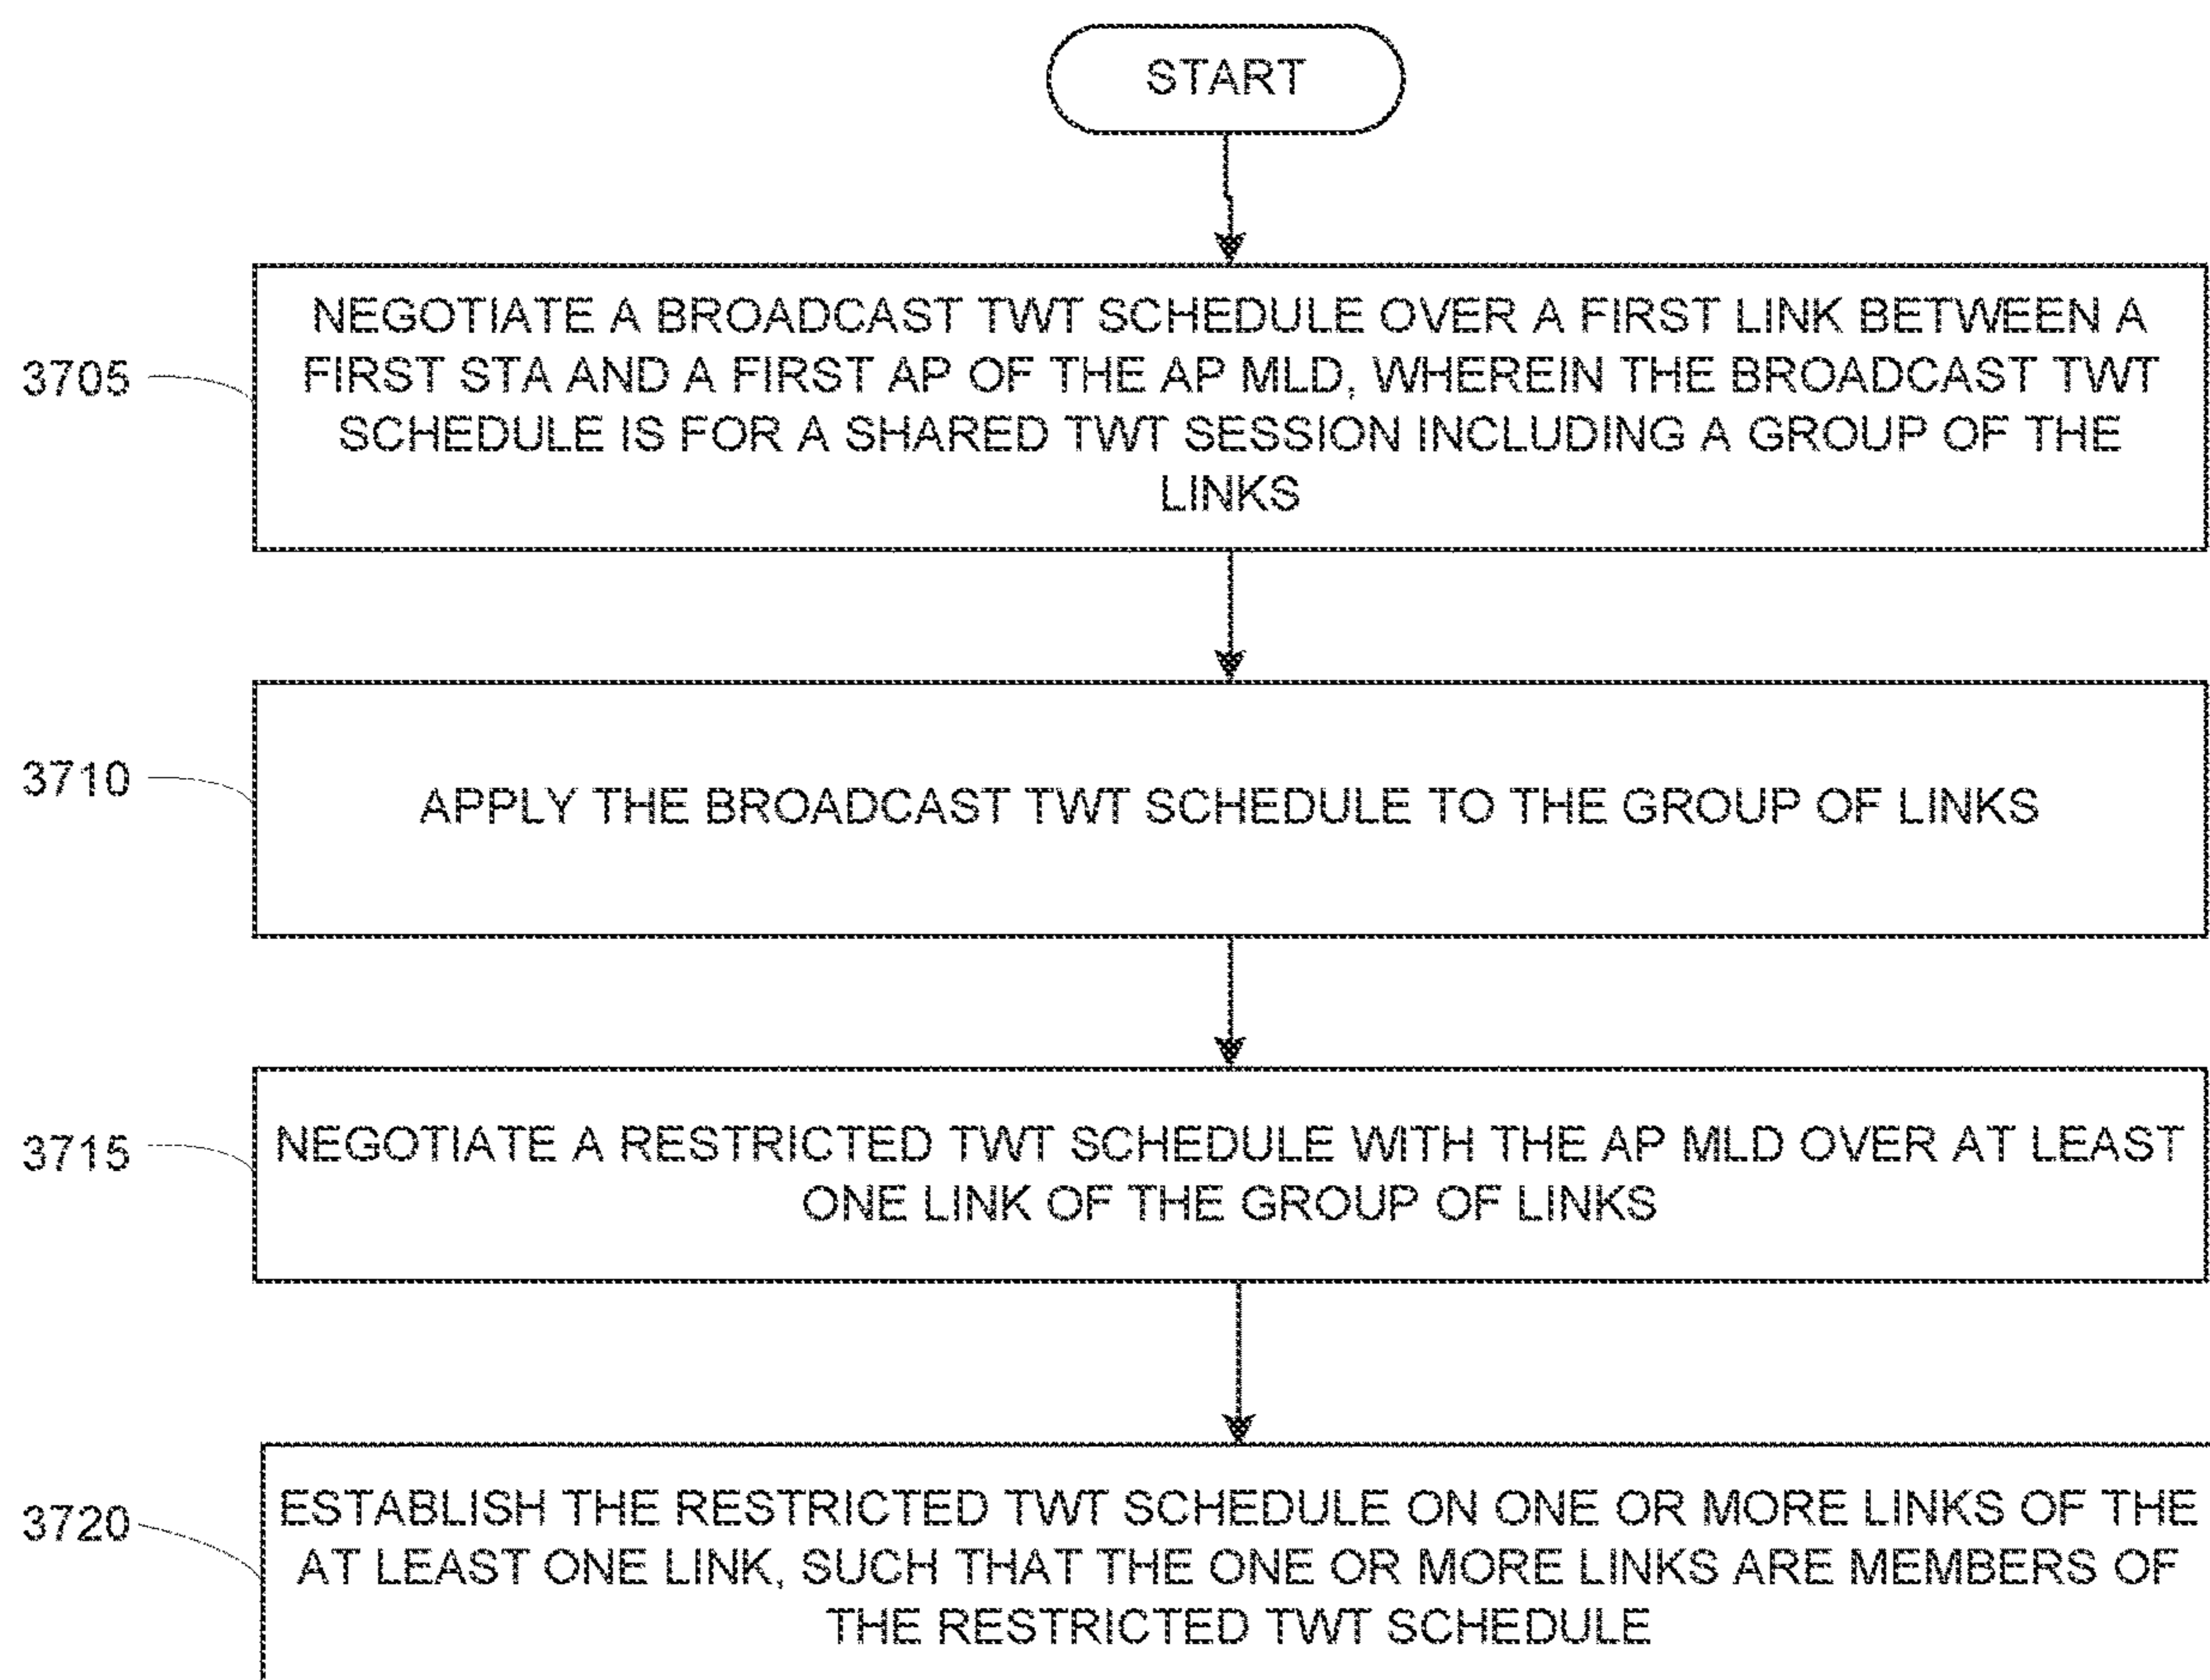 START
3705
NEGOTIATE A BROADCAST TWT SCHEDULE OVER A FIRST LINK BETWEEN A
FIRST STA AND A FIRST AP OF THE AP MLD, WHEREIN THE BROADCAST TWT
SCHEDULE IS FOR A SHARED TWT SESSION INCLUDING A GROUP OF THE
LINKS
3710
APPLY THE BROADCAST TWT SCHEDULE TO THE GROUP OF LINKS
3715
NEGOTIATE A RESTRICTED TWT SCHEDULE WITH THE AP MLD OVER AT LEAST
ONE LINK OF THE GROUP OF LINKS
3720
ESTABLISH THE RESTRICTED TWT SCHEDULE ON ONE OR MORE LINKS OF THE
AT LEAST ONE LINK, SUCH THAT THE ONE OR MORE LINKS ARE MEMBERS OF
THE RESTRICTED TWT SCHEDULE